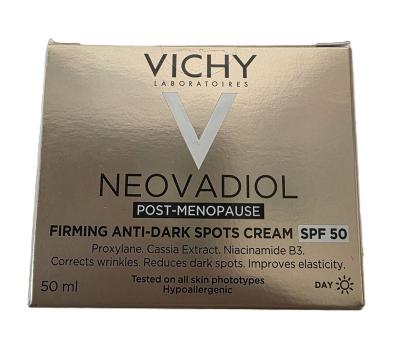 VICHY
LABORATOIRES
NEOVADIOL
POST-MENOPAUSE
FIRMING ANTI-DARK SPOTS CREAM SPF 50
Proxylane. Cassia Extract. Niacinamide B3.
Corrects wrinkles. Reduces dark spots. Improves elasticity.
Tested on all skin phototypes
50 ml Hypoallergenic DAY